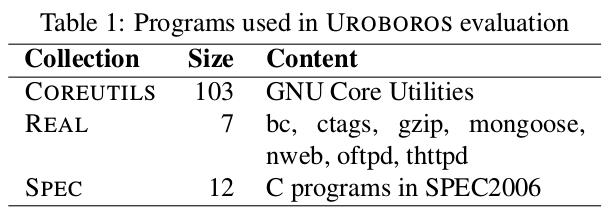 Table 1: Programs used in UROBOROS evaluation
Collection Size Content
COREUTILS 103 GNU Core Utilities
REAL 7 bc, ctags, gzip, mongoose,
nweb, oftpd, thttpd
SPEC 12 C programs in SPEC2006